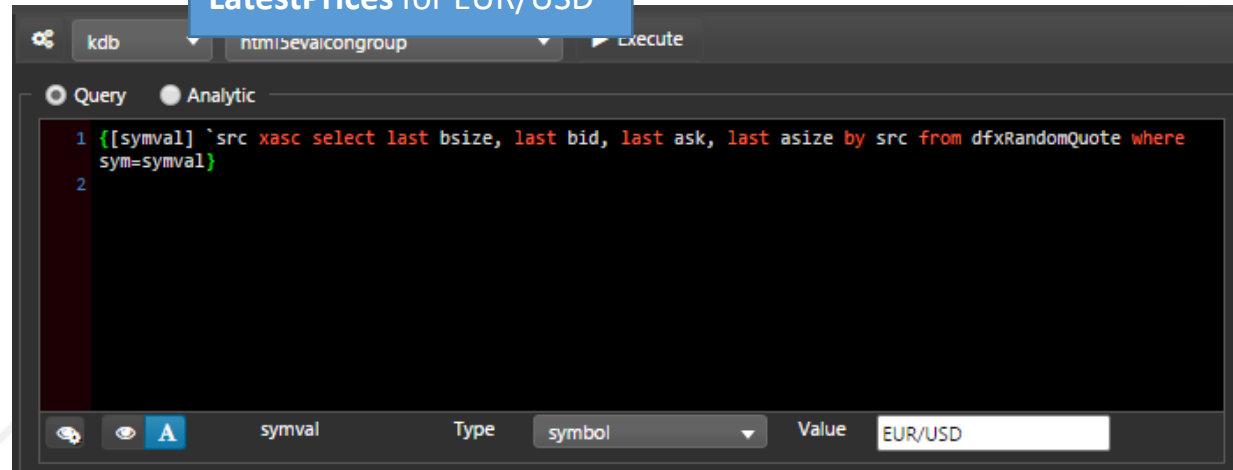 LatestPrices for EUR/USD
kdb html5evalcongroup Execute
Query Analytic
1 {[symval] `src xasc select last bsize, last bid, last ask, last asize by src from dfxRandomQuote where
sym=symval}
2
A symval Type symbol Value EUR/USD